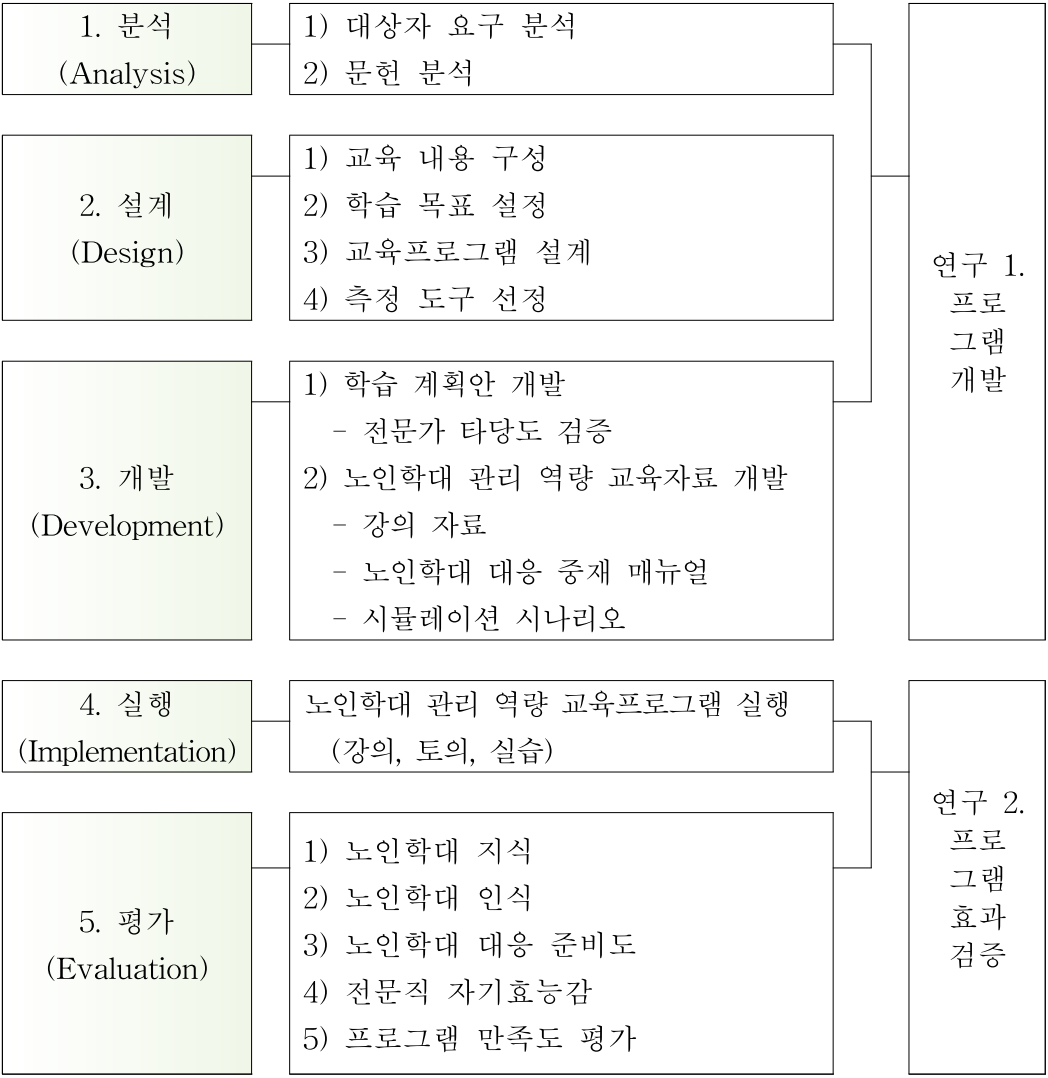 1. 분석
(Analysis)
1) 대상자 요구 분석
2) 문헌 분석
2. 설계
(Design)
1) 교육 내용 구성
2) 학습 목표 설정
3) 교육프로그램 설계
4) 측정 도구 선정
3. 개발
(Development)
1) 학습 계획안 개발
- 전문가 타당도 검증
2) 노인학대 관리 역량 교육자료 개발
- 강의 자료
- 노인학대 대응 중재 매뉴얼
- 시뮬레이션 시나리오
연구 1.
프로
그램
개발
4. 실행
(Implementation)
노인학대 관리 역량 교육프로그램 실행
(강의, 토의, 실습)
5. 평가
(Evaluation)
1) 노인학대 지식
2) 노인학대 인식
3) 노인학대 대응 준비도
4) 전문직 자기효능감
5) 프로그램 만족도 평가
연구 2.
프로
그램
효과
검증